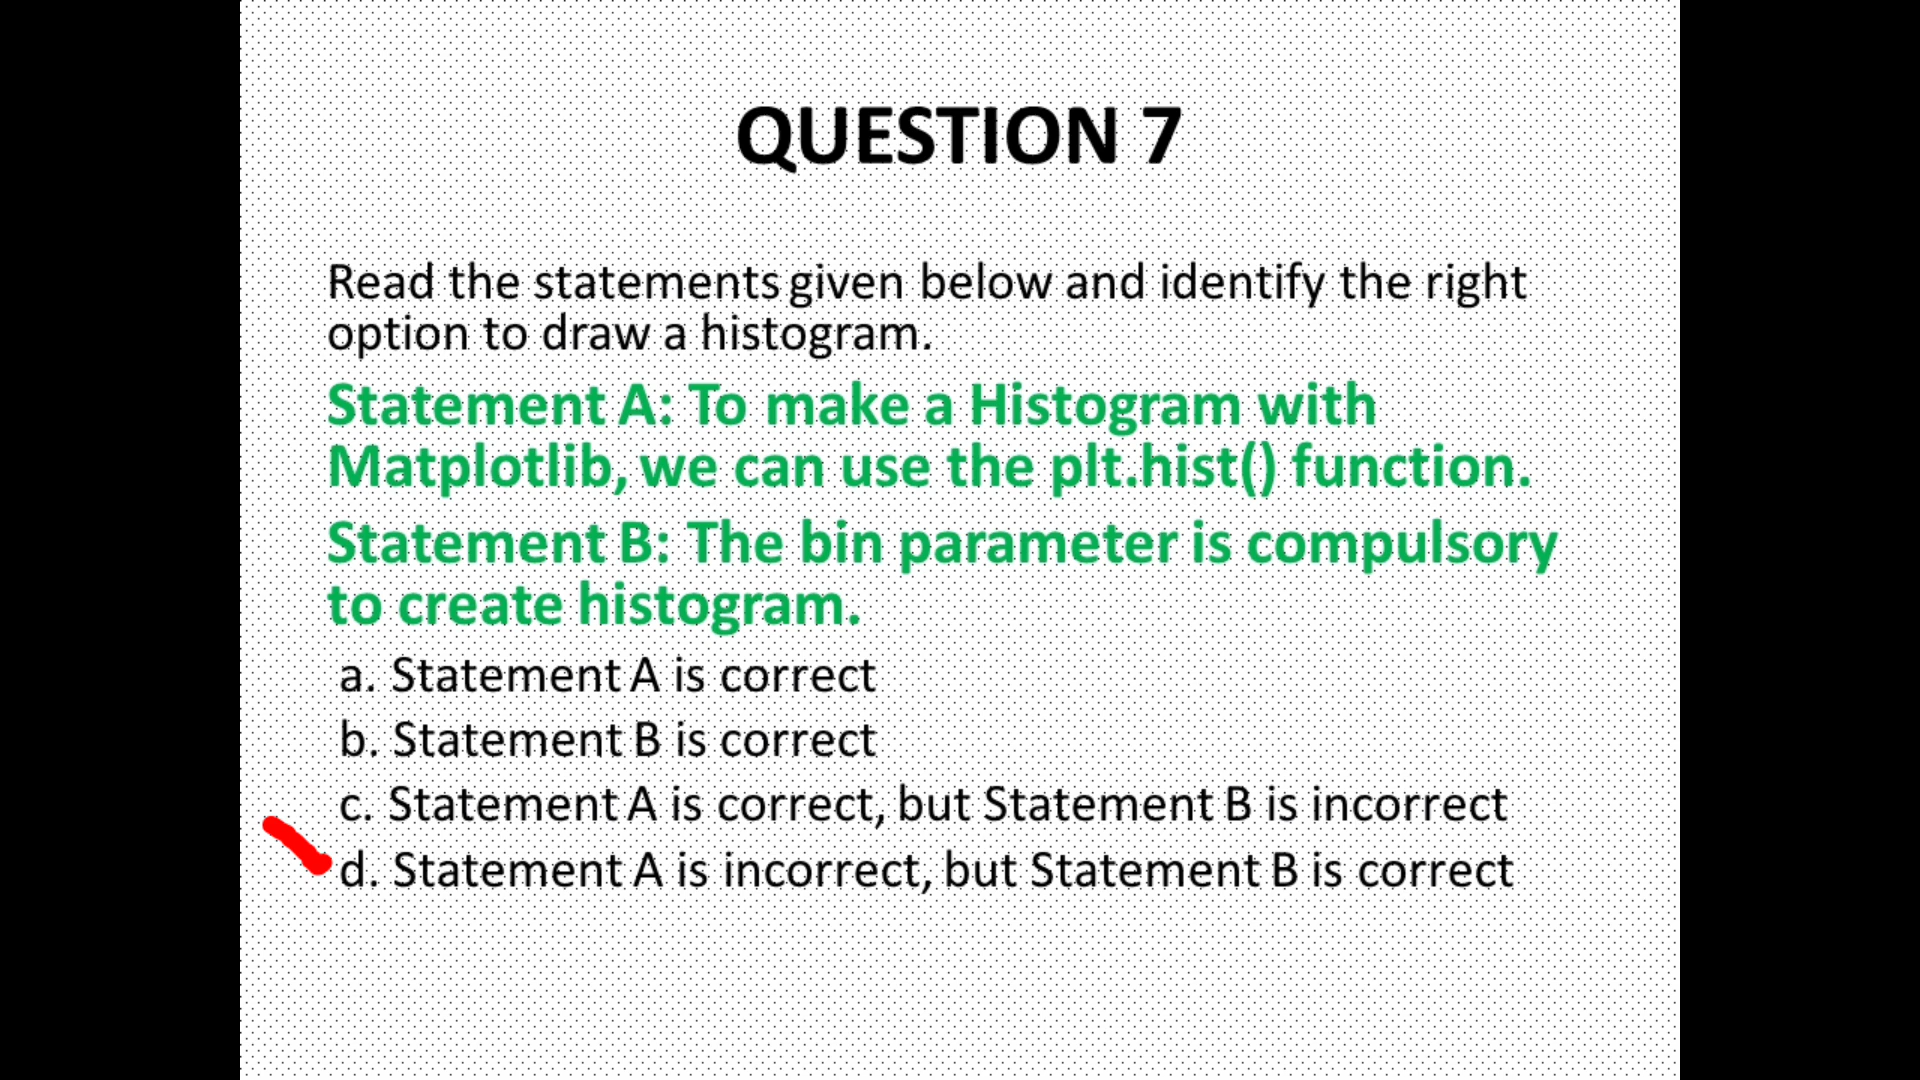 QUESTION 7
Read the statements given below and identify the right
option to draw a histogram.
Statement A: To make a Histogram with
Matplotlib, we can use the plt.hist() function.
Statement B: The bin parameter is compulsory
to create histogram.
a. Statement A is correct
b. Statement B is correct
c. Statement A is correct, but Statement B is incorrect
d. Statement A is incorrect, but Statement B is correct